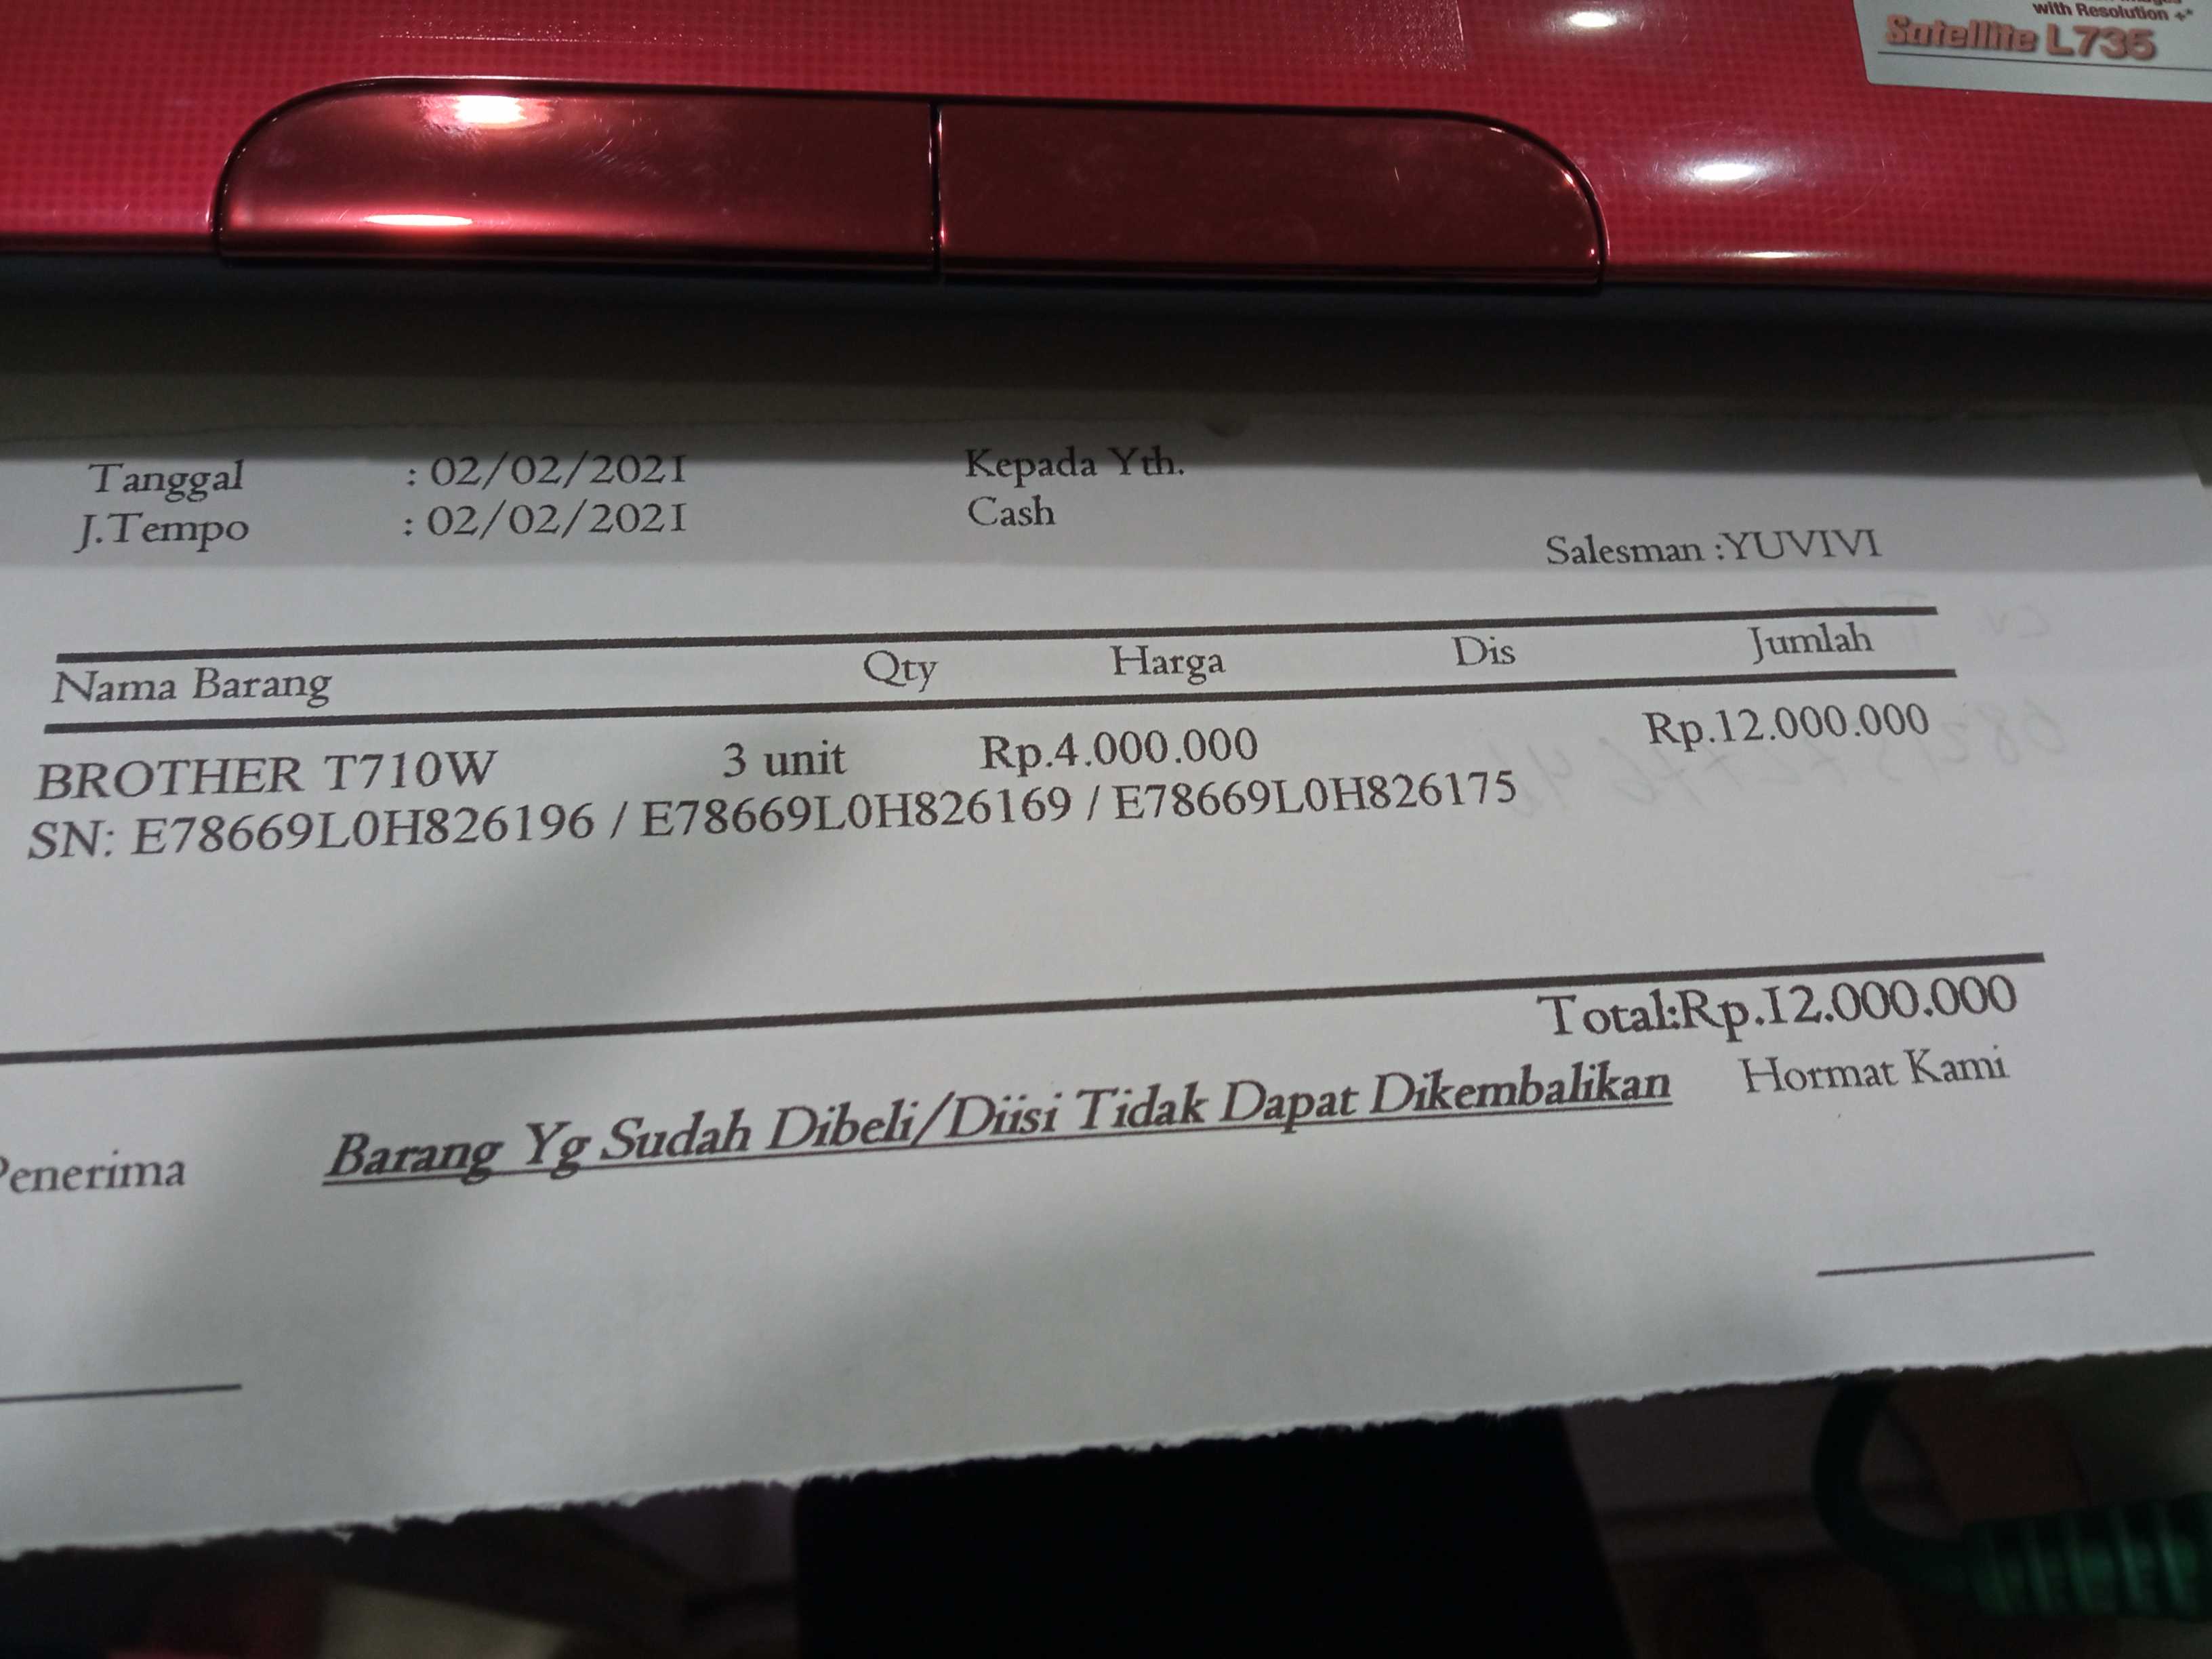 with Resolution +
Satellite L735
Tanggal : 02/02/2021 Kepada Yth.
J.Tempo : 02/02/2021 Cash
Salesman :YUVIVI
Nama Barang Qty Harga Dis Jumlah
BROTHER T710W 3 unit Rp.4.000.000 Rp.12.000.000
SN: E78669L0H826196 / E78669L0H826169 / E78669L0H826175
Total:Rp.12.000.000
Penerima Barang Yg Sudah Dibeli/Diisi Tidak Dapat Dikembalikan Hormat Kami